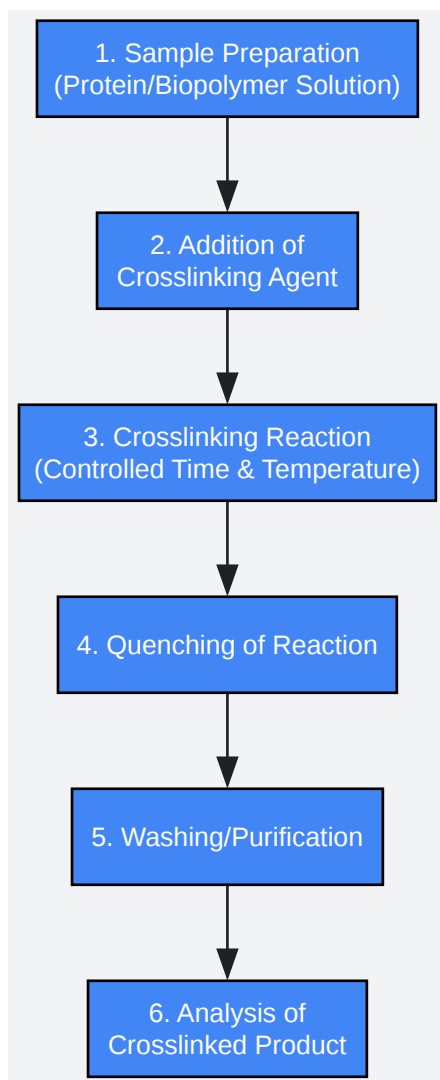 1. Sample Preparation
(Protein/Biopolymer Solution)
2. Addition of
Crosslinking Agent
3. Crosslinking Reaction
(Controlled Time & Temperature)
4. Quenching of Reaction
5. Washing/Purification
6. Analysis of
Crosslinked Product